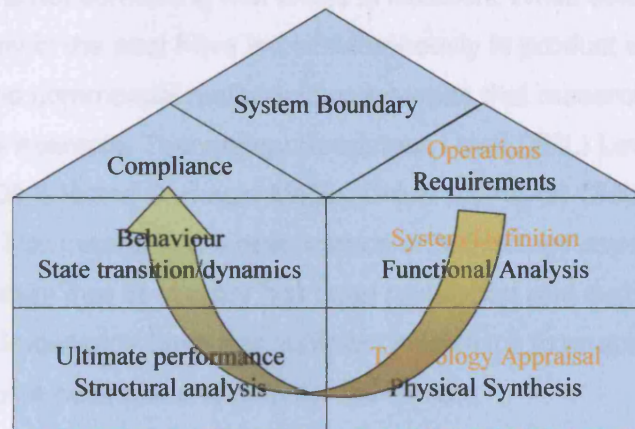 System Boundary
Compliance
Operations
Requirements
Behaviour
State transition/dynamics
System Definition
Functional Analysis
Ultimate performance
Structural analysis
Technology Appraisal
Physical Synthesis